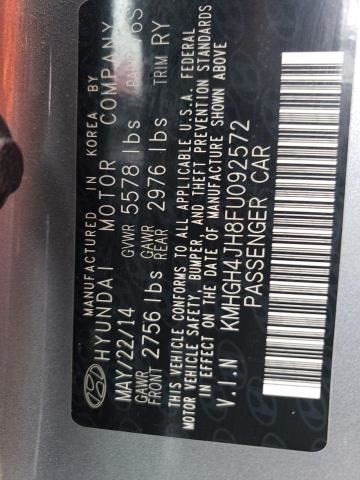 MANUFACTURED IN KOREA BY
HYUNDAI MOTOR COMPANY
MAY/22/14 GVWR 5578 lbs
GAWR FRONT 2756 lbs GAWR REAR 2976 lbs TRIM RY
THIS VEHICLE CONFORMS TO ALL APPLICABLE U.S.A. FEDERAL
MOTOR VEHICLE SAFETY, BUMPER AND THEFT PREVENTION STANDARDS
IN EFFECT ON THE DATE OF MANUFACTURE SHOWN ABOVE
V.I.N KMHGH4JH8FU092572
PASSENGER CAR